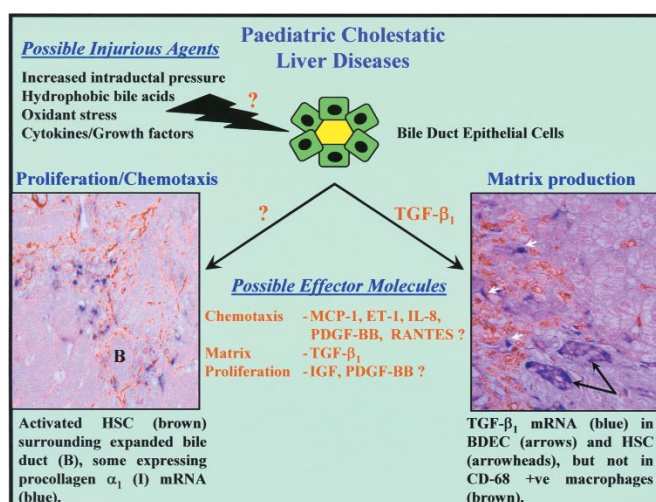 Paediatric Cholestatic
Liver Diseases
Possible Injurious Agents
Increased intraductal pressure
Hydrophobic bile acids
Oxidant stress
Cytokines/Growth factors
?
Bile Duct Epithelial Cells
Proliferation/Chemotaxis
?
TGF-β₁
Matrix production
B
Possible Effector Molecules
Chemotaxis - MCP-1, ET-1, IL-8,
PDGF-BB, RANTES ?
Matrix - TGF-β₁
Proliferation - IGF, PDGF-BB ?
Activated HSC (brown)
surrounding expanded bile
duct (B), some expressing
procollagen α₁ (I) mRNA
(blue).
TGF-β₁ mRNA (blue) in
BDEC (arrows) and HSC
(arrowheads), but not in
CD-68 +ve macrophages
(brown).